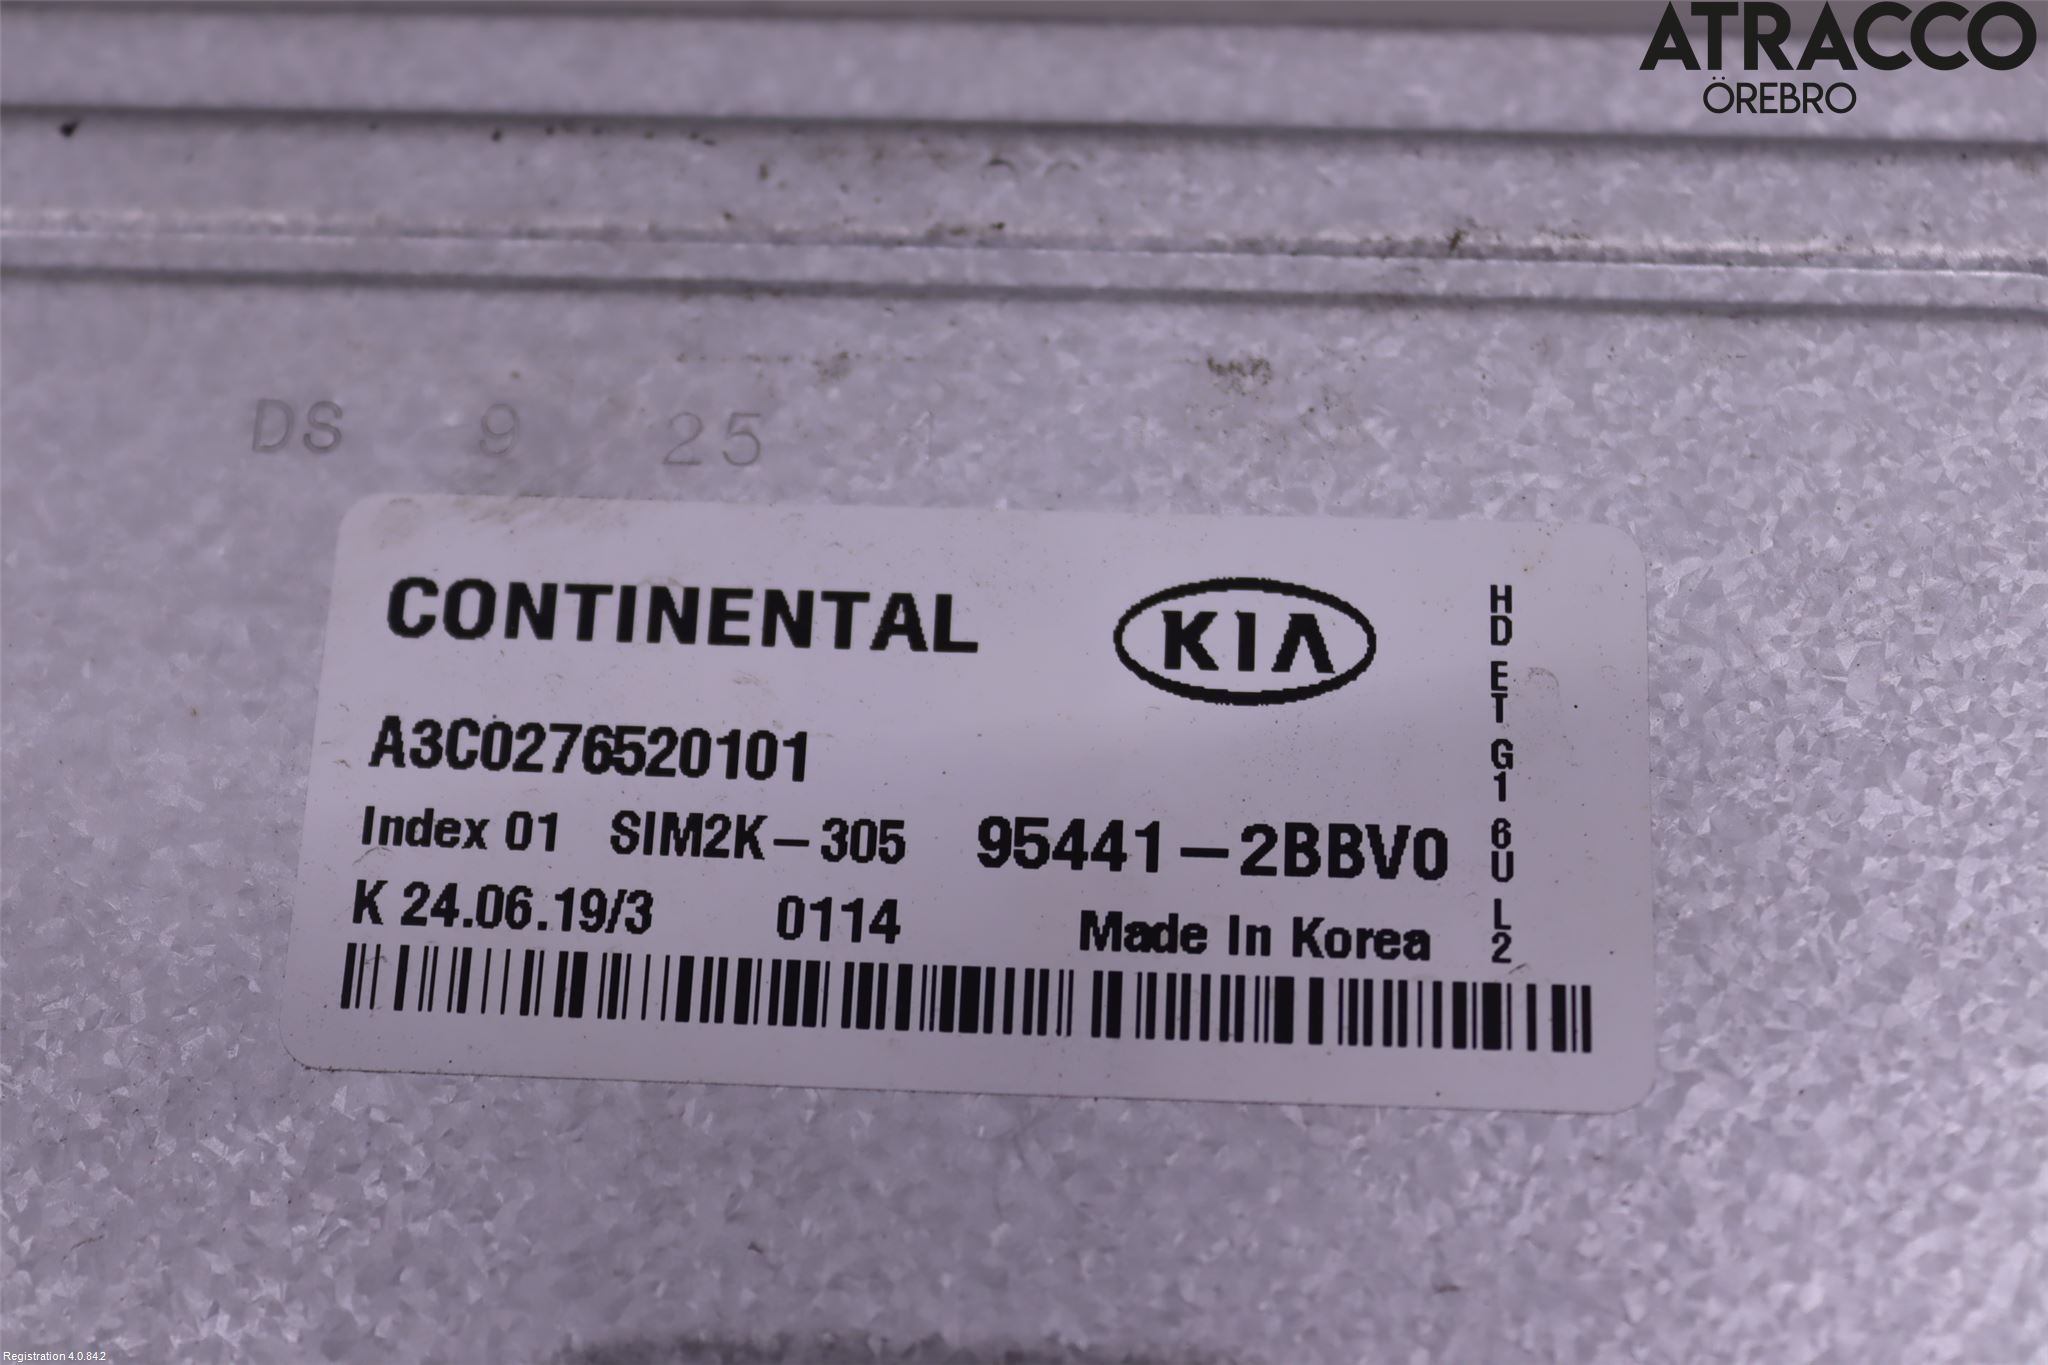 ATRACCO
ÖREBRO
DS 9 25 1
CONTINENTAL
KIA
A3C0276520101
Index 01 SIM2K-305 95441-2BBV0
K 24.06.19/3 0114 Made In Korea
HD ET G1 6U L2
Registration 4.0.842